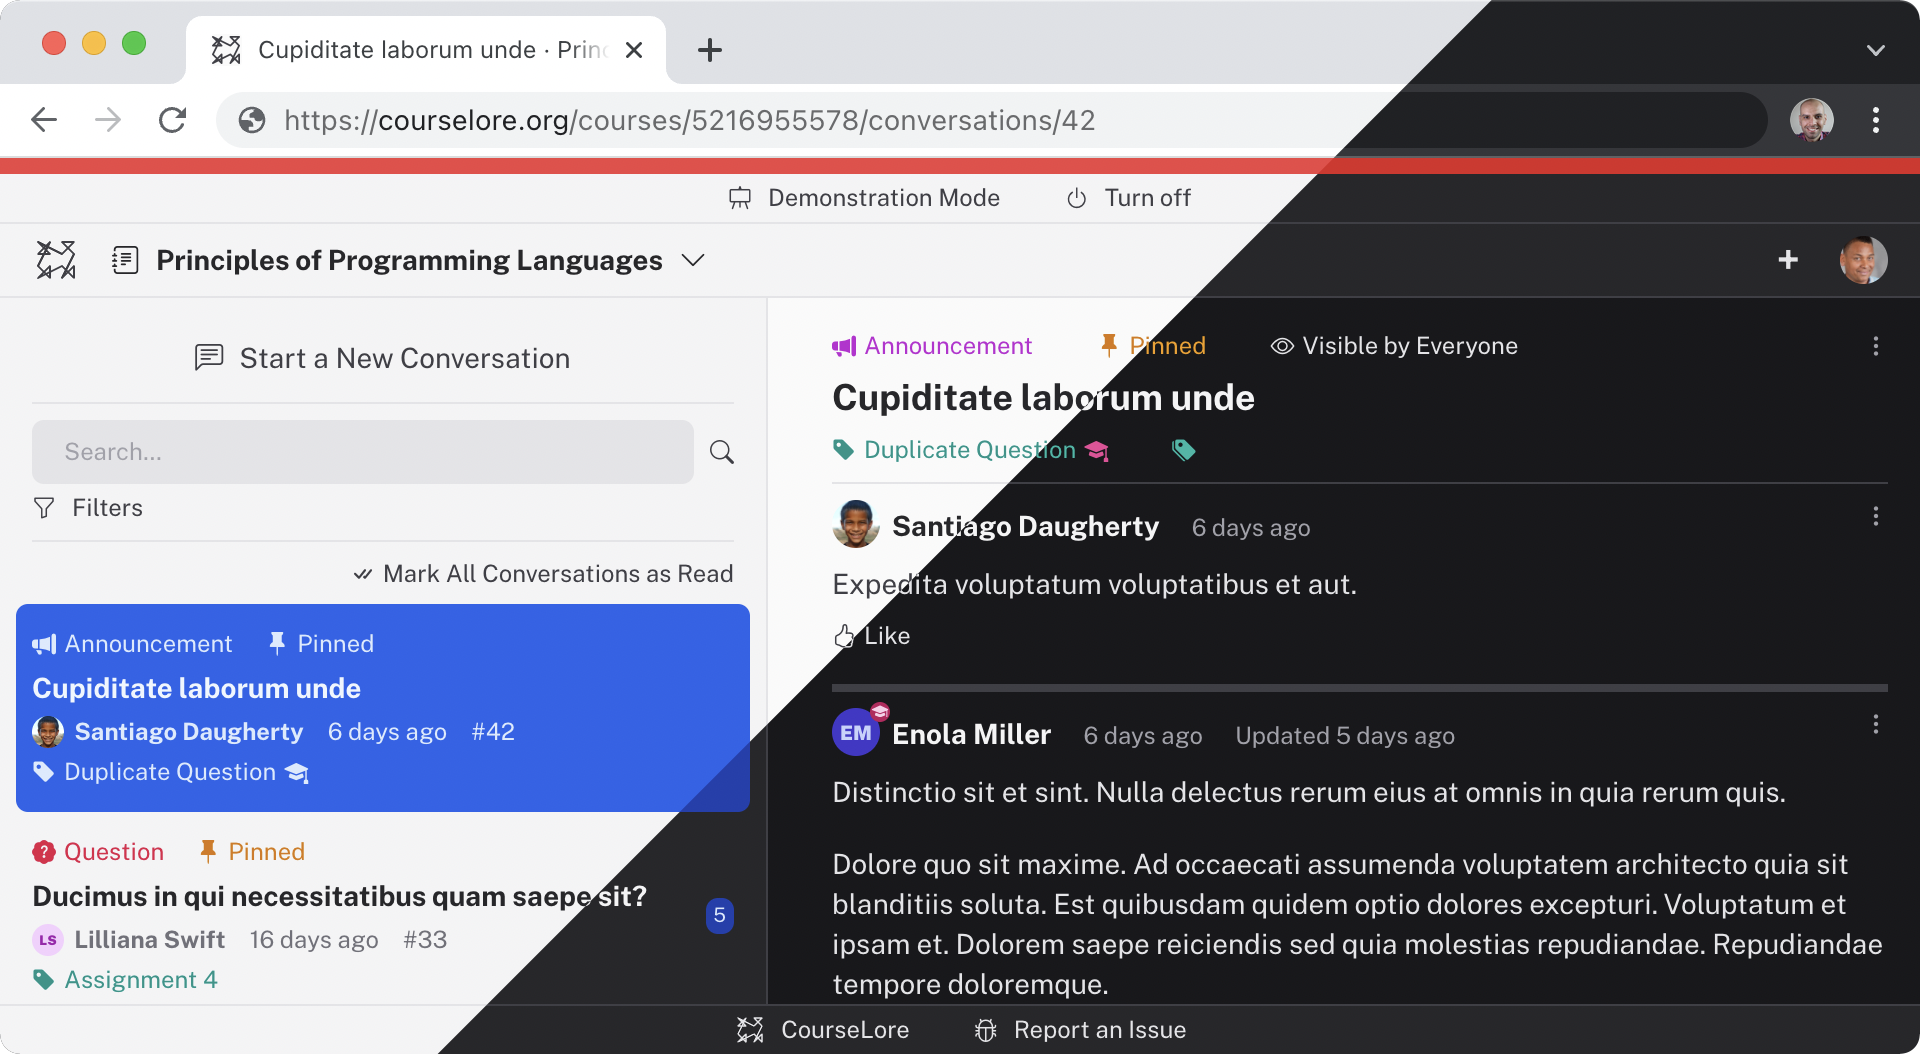 Cupiditate laborum unde · Prin
https://courselore.org/courses/5216955578/conversations/42
Demonstration Mode
Turn off
Principles of Programming Languages
Start a New Conversation
Search...
Filters
Mark All Conversations as Read
Announcement Pinned
Cupiditate laborum unde
Santiago Daugherty 6 days ago #42
Duplicate Question
Question Pinned
Ducimus in qui necessitatibus quam saepe sit?
5
LS Lilliana Swift 16 days ago #33
Assignment 4
Announcement Pinned Visible by Everyone
Cupiditate laborum unde
Duplicate Question
Santiago Daugherty 6 days ago
Expedita voluptatum voluptatibus et aut.
Like
EM Enola Miller 6 days ago Updated 5 days ago
Distinctio sit et sint. Nulla delectus rerum eius at omnis in quia rerum quis.
Dolore quo sit maxime. Ad occaecati assumenda voluptatem architecto quia sit
blanditiis soluta. Est quibusdam quidem optio dolores excepturi. Voluptatum et
ipsam et. Dolorem saepe reiciendis sed quia molestias repudiandae. Repudiandae
tempore doloremque.
CourseLore
Report an Issue